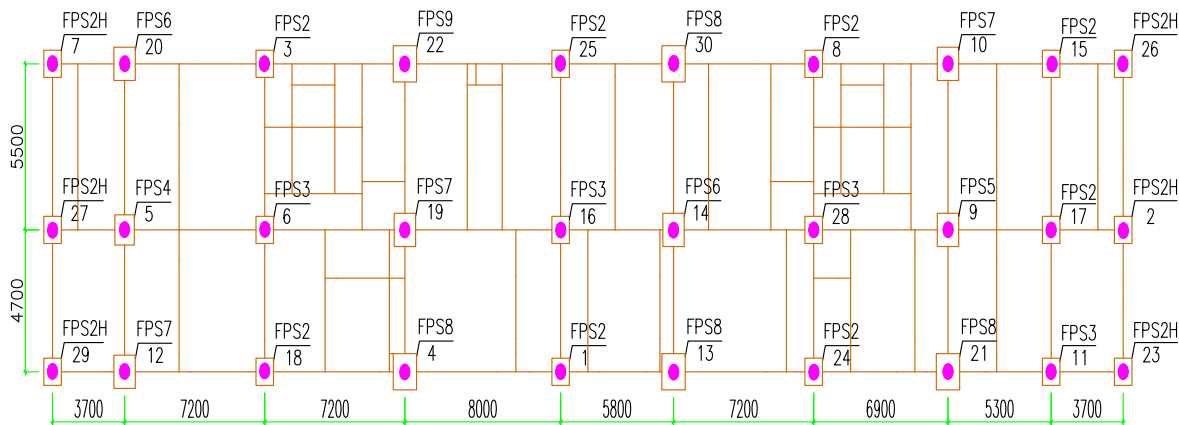 FPS2H FPS6 FPS2 FPS9 FPS2 FPS8 FPS2 FPS7 FPS2 FPS2H
7 20 3 22 25 30 8 10 15 26
5500
FPS2H FPS4 FPS3 FPS7 FPS3 FPS6 FPS3 FPS5 FPS2 FPS2H
27 5 6 19 16 14 28 9 17 2
4700
FPS2H FPS7 FPS2 FPS8 FPS2 FPS8 FPS2 FPS8 FPS3 FPS2H
29 12 18 4 1 13 24 21 11 23
3700 7200 7200 8000 5800 7200 6900 5300 3700